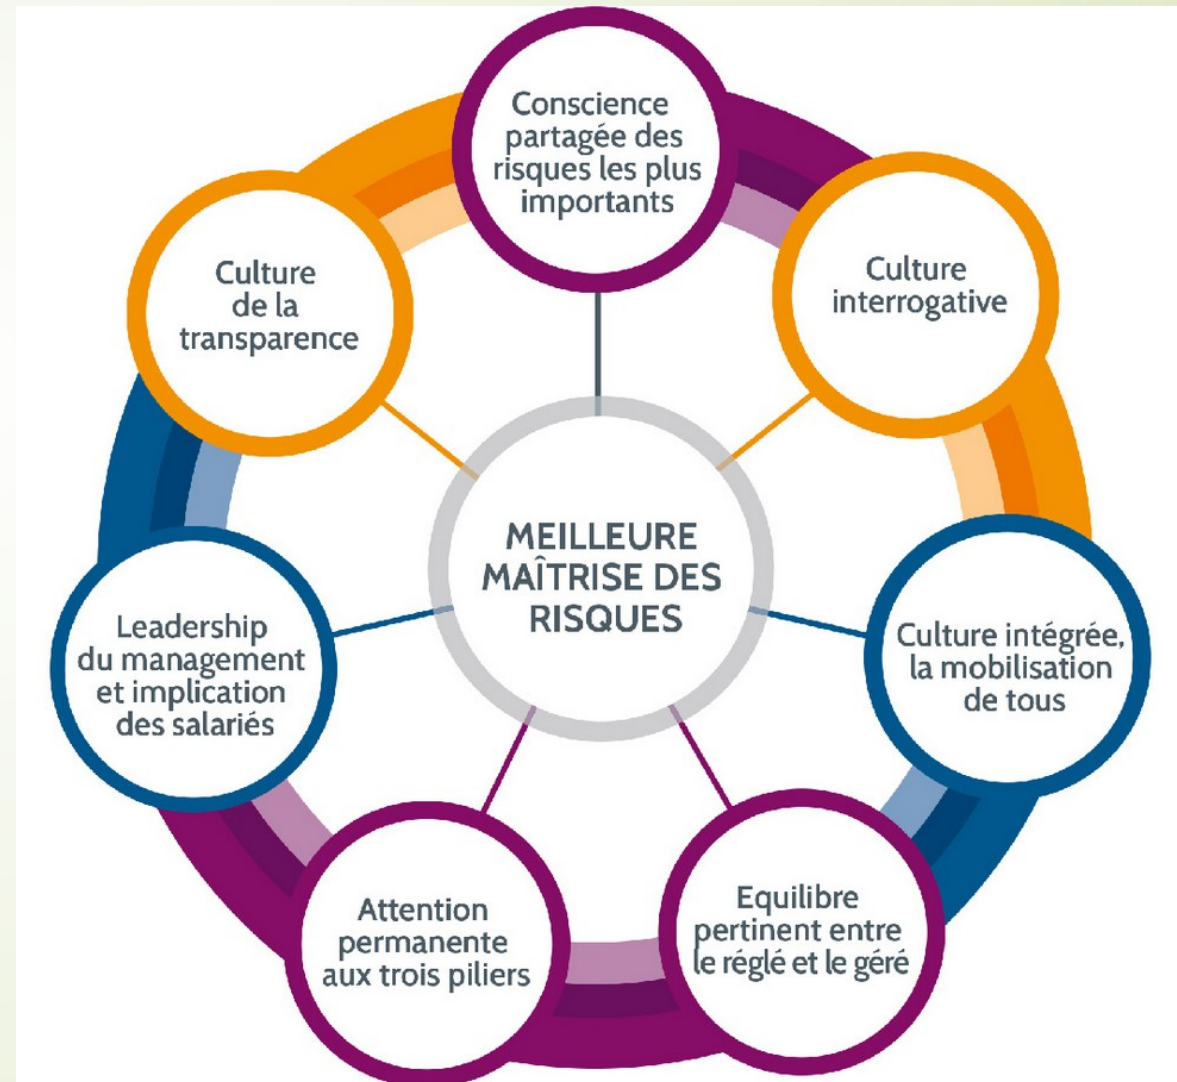 Conscience
partagée des
risques les plus
importants
Culture
interrogative
Culture intégrée,
la mobilisation
de tous
Equilibre
pertinent entre
le réglé et le géré
Attention
permanente
aux trois piliers
Leadership
du management
et implication
des salariés
Culture
de la
transparence
MEILLEURE
MAÎTRISE DES
RISQUES